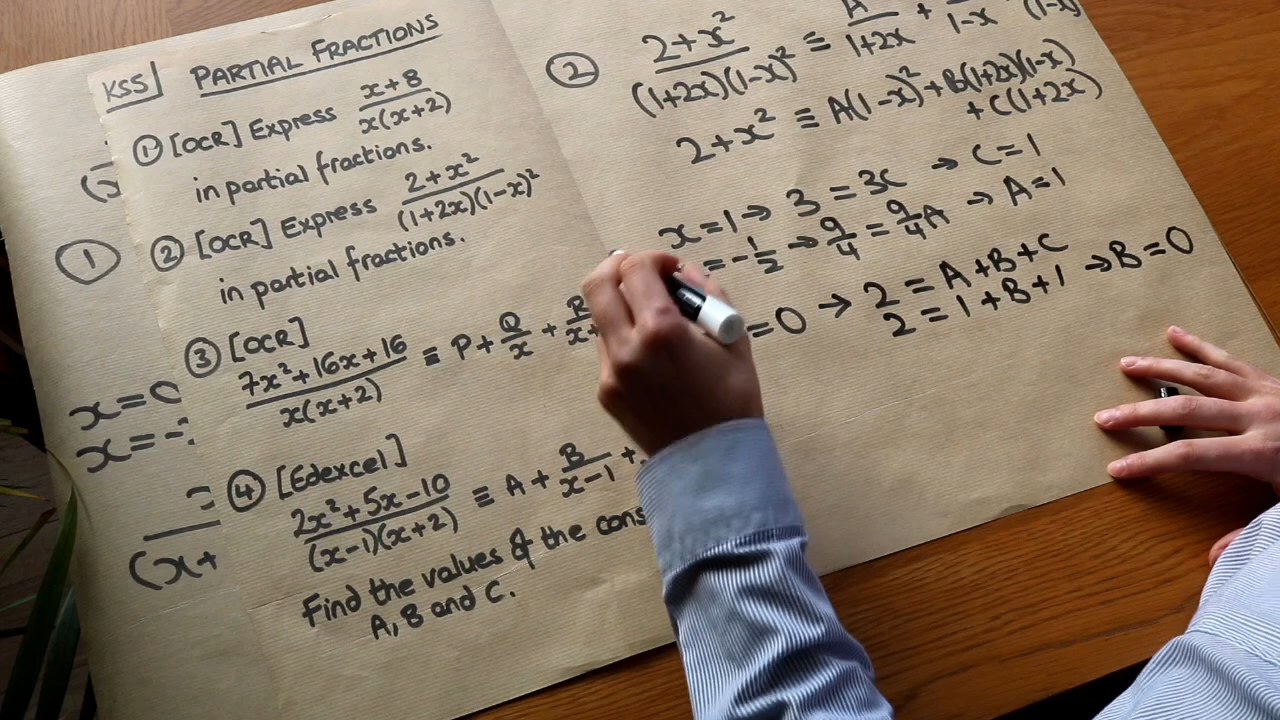 KS5 PARTIAL FRACTIONS
① [OCR] Express x+8 / x(x+2)
in partial fractions.
② [OCR] Express 2+x² / (1+2x)(1-x)²
in partial fractions.
③ [OCR]
7x²+16x+16 / x(x+2) ≡ P + Q/x + R/x+
④ [Edexcel]
2x²+5x-10 / (x-1)(x+2) ≡ A + B/x-1 +
Find the values of the cons
A, B and C.
①
x=0
x=-
(x+
② 2+x² / (1+2x)(1-x)² ≡ A/1+2x + /1-x (1-x)
2+x² ≡ A(1-x)² + B(1+2x)(1-x)
+ C(1+2x)
x=1 → 3 = 3C → C=1
=-1/2 → 9/4 = 9/4A → A=1
=0 → 2 = A+B+C
2 = 1+B+1 → B=0